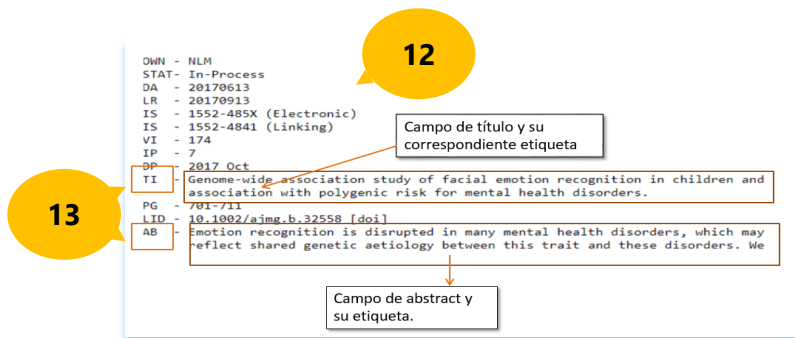 12
OWN - NLM
STAT- In-Process
DA - 20170613
LR - 20170913
IS - 1552-485X (Electronic)
IS - 1552-4841 (Linking)
VI - 174
IP - 7
DP - 2017 Oct
Campo de título y su
correspondiente etiqueta
TI - Genome-wide association study of facial emotion recognition in children and
association with polygenic risk for mental health disorders.
13
PG - 701-711
LID - 10.1002/ajmg.b.32558 [doi]
AB - Emotion recognition is disrupted in many mental health disorders, which may
reflect shared genetic aetiology between this trait and these disorders. We
Campo de abstract y
su etiqueta.